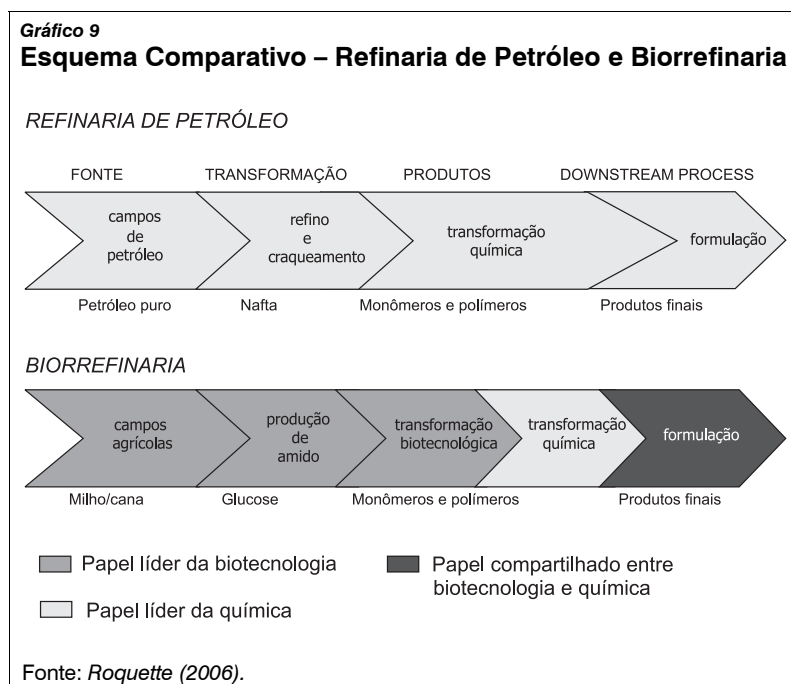 Gráfico 9
Esquema Comparativo – Refinaria de Petróleo e Biorrefinaria
REFINARIA DE PETRÓLEO
FONTE TRANSFORMAÇÃO PRODUTOS DOWNSTREAM PROCESS
campos
de
petróleo
refino
e
craqueamento
transformação
química
formulação
Petróleo puro Nafta Monômeros e polímeros Produtos finais
BIORREFINARIA
campos
agrícolas
produção
de
amido
transformação
biotecnológica
transformação
química
formulação
Milho/cana Glucose Monômeros e polímeros Produtos finais
Papel líder da biotecnologia
Papel líder da química
Papel compartilhado entre
biotecnologia e química
Fonte: Roquette (2006).